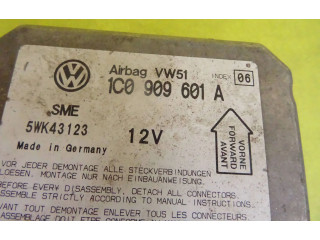 Airbag VW51
INDEX 06
1C0 909 601 A
SME
5WK43123
12V
Made in Germany
VORNE
FORWARD
AVANT
VOR JEDER DEMONTAGE ALLE STECKVERBINDUNGEN
LOESEN. MONTAGE NUR NACH EINBAUANWEISUNG.
BEFORE EVERY DISASSEMBLY, DETACH ALL CONNECTORS
ASSEMBLE STRICTLY ACCORDING TO MANUAL INSTRUCTIONS.
AVANT TOUT DEMONTAGE ENLEVER TOUS LES